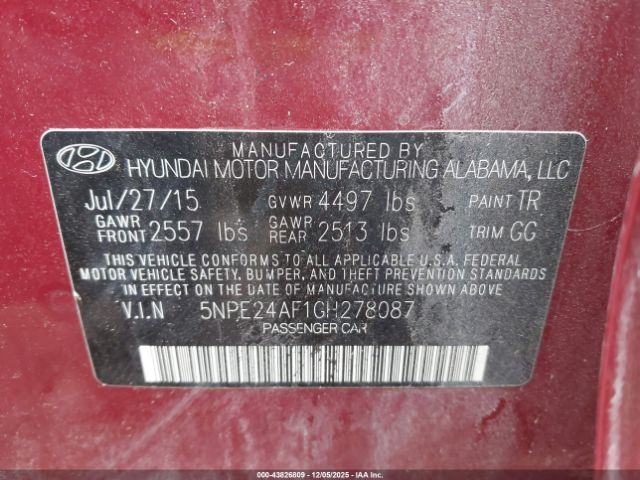 MANUFACTURED BY
HYUNDAI MOTOR MANUFACTURING ALABAMA, LLC
Jul/27/15 GVWR 4497 lbs PAINT TR
GAWR FRONT 2557 lbs GAWR REAR 2513 lbs TRIM GG
THIS VEHICLE CONFORMS TO ALL APPLICABLE U.S. FEDERAL
MOTOR VEHICLE SAFETY, BUMPER, AND THEFT PREVENTION
STANDARDS IN EFFECT ON THE DATE OF MANUFACTURE SHOWN ABOVE
V.I.N 5NPE24AF1GH278087
PASSENGER CAR
000-43826809 - 12/05/2025 - IAAI.COM